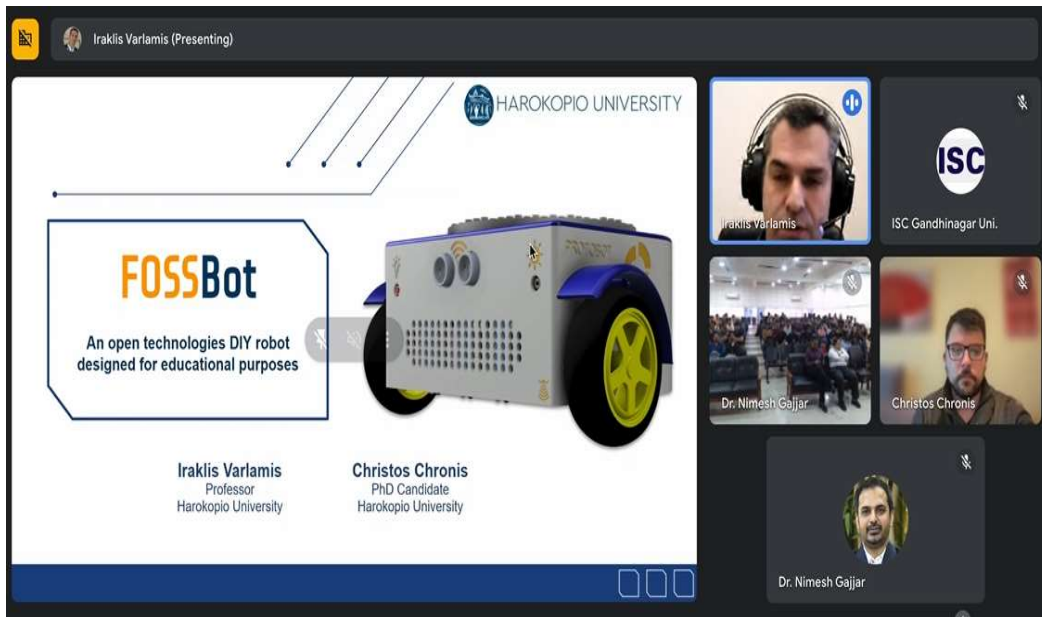 Iraklis Varlamis (Presenting)
HAROKOPIO UNIVERSITY
FOSSBot
An open technologies DIY robot
designed for educational purposes
PROTOBOT
Iraklis Varlamis
Professor
Harokopio University
Christos Chronis
PhD Candidate
Harokopio University
Iraklis Varlamis
ISC
ISC Gandhinagar Uni.
Dr. Nimesh Gajjar
Christos Chronis
Dr. Nimesh Gajjar